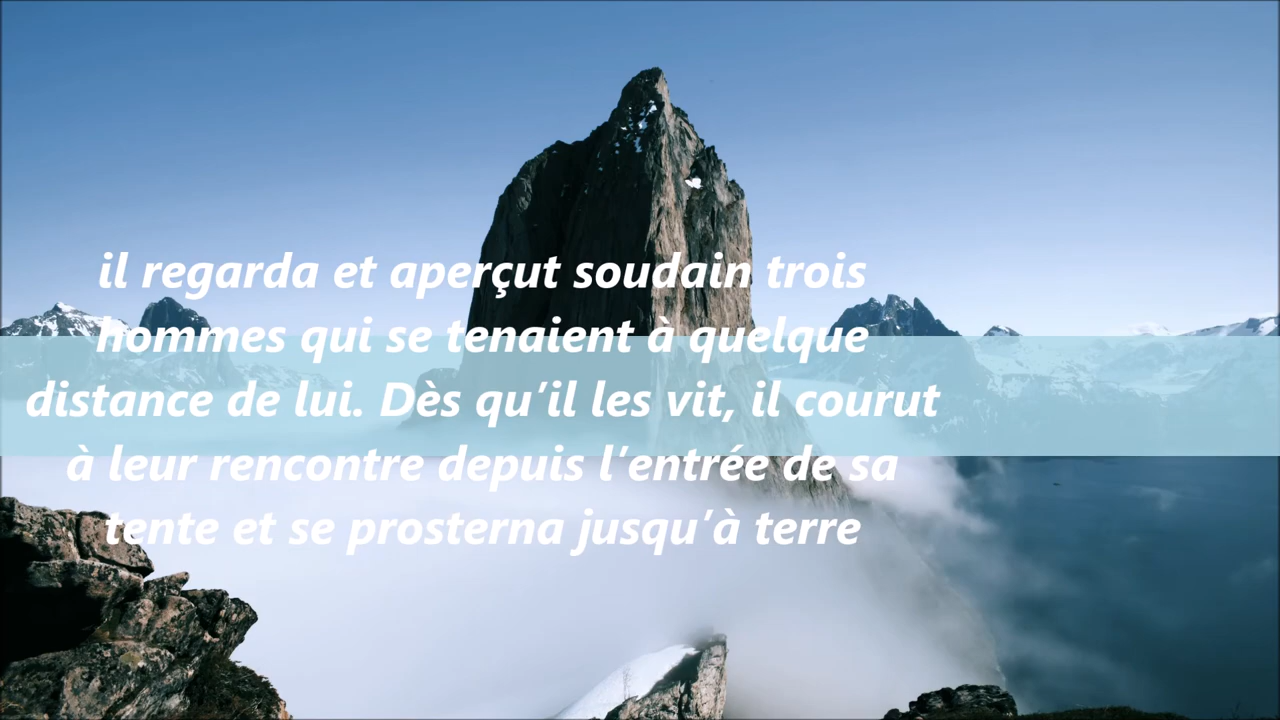 il regarda et aperçut soudain trois
hommes qui se tenaient à quelque
distance de lui. Dès qu’il les vit, il courut
à leur rencontre depuis l’entrée de sa
tente et se prosterna jusqu’à terre